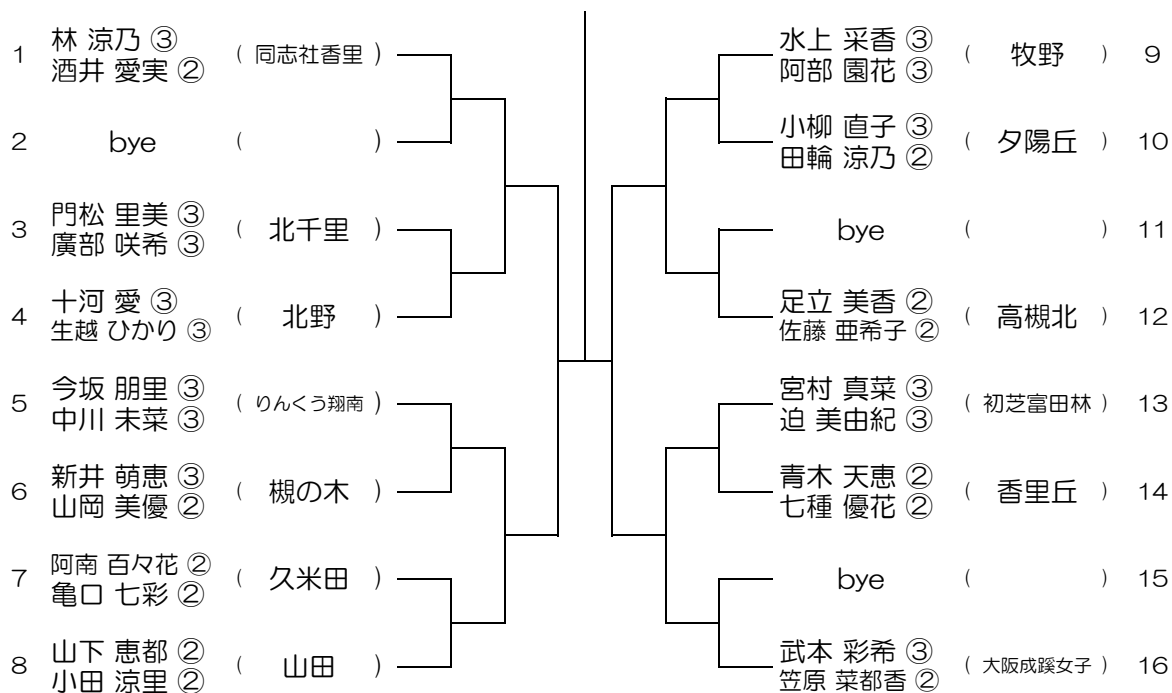 1 林 涼乃 ③
酒井 愛実 ② ( 同志社香里 )
2 bye ( )
3 門松 里美 ③
廣部 咲希 ③ ( 北千里 )
4 十河 愛 ③
生越 ひかり ③ ( 北野 )
5 今坂 朋里 ③
中川 未菜 ③ ( りんくう翔南 )
6 新井 萌恵 ③
山岡 美優 ② ( 槻の木 )
7 阿南 百々花 ②
亀口 七彩 ② ( 久米田 )
8 山下 恵都 ②
小田 涼里 ② ( 山田 )
水上 采香 ③
阿部 園花 ③ ( 牧野 ) 9
小柳 直子 ③
田輪 涼乃 ② ( 夕陽丘 ) 10
bye ( ) 11
足立 美香 ②
佐藤 亜希子 ② ( 高槻北 ) 12
宮村 真菜 ③
迫 美由紀 ③ ( 初芝富田林 ) 13
青木 天恵 ②
七種 優花 ② ( 香里丘 ) 14
bye ( ) 15
武本 彩希 ③
笠原 菜都香 ② ( 大阪成蹊女子 ) 16